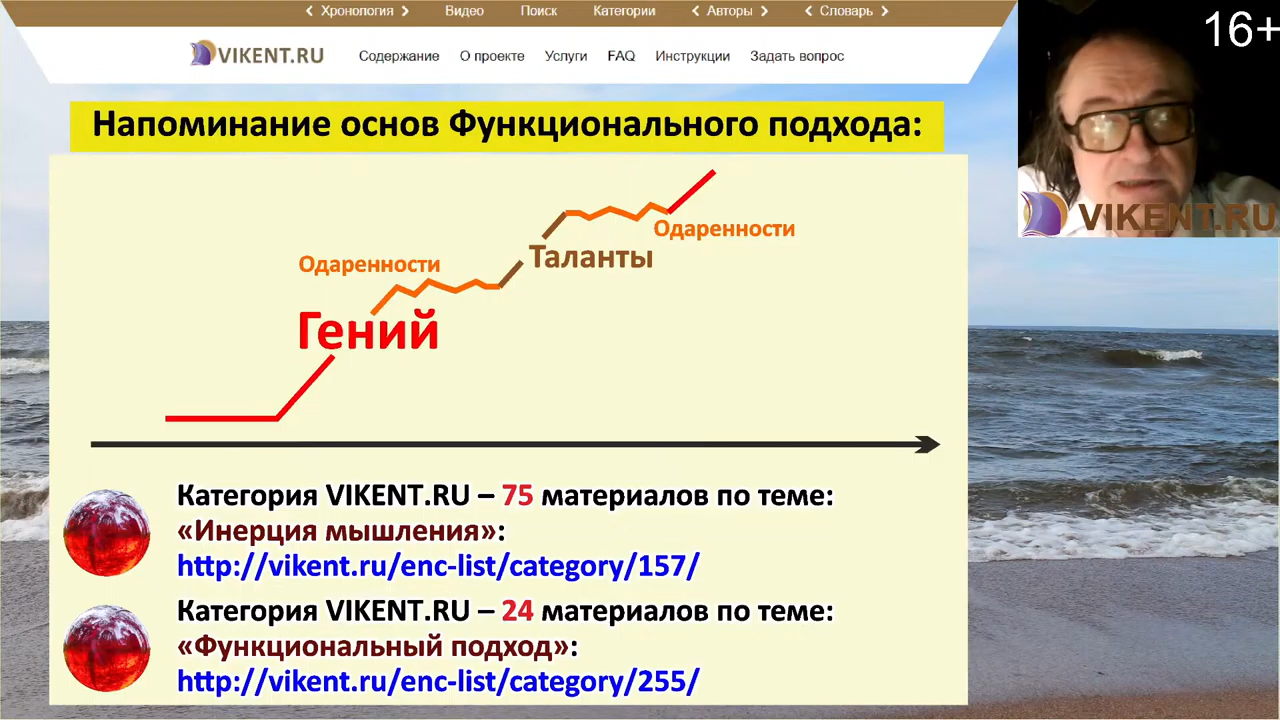 Хронология
Видео
Поиск
Категории
Авторы
Словарь
16+
VIKENT.RU
Содержание
О проекте
Услуги
FAQ
Инструкции
Задать вопрос
Напоминание основ Функционального подхода:
VIKENT.RU
Одаренности
Таланты
Одаренности
Гений
Категория VIKENT.RU – 75 материалов по теме:
«Инерция мышления»:
http://vikent.ru/enc-list/category/157/
Категория VIKENT.RU – 24 материалов по теме:
«Функциональный подход»:
http://vikent.ru/enc-list/category/255/